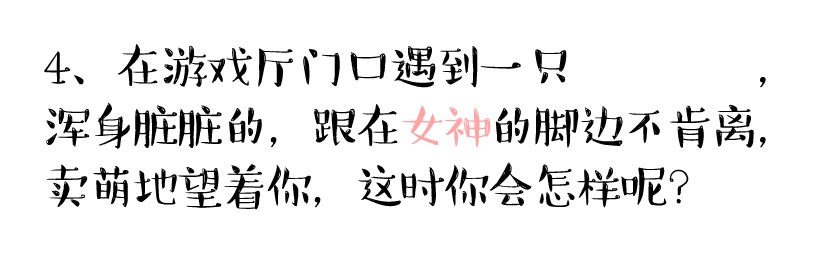 4、在游戏厅门口遇到一只 ，
浑身脏脏的，跟在女神的脚边不肯离，
卖萌地望着你，这时你会怎样呢？